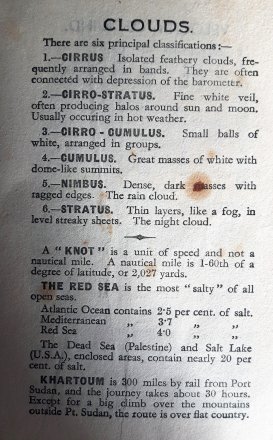 CLOUDS.
There are six principal classifications:—
1.—CIRRUS Isolated feathery clouds, fre-
quently arranged in bands. They are often
connected with depression of the barometer.
2.—CIRRO-STRATUS. Fine white veil,
often producing halos around sun and moon.
Usually occuring in hot weather.
3.—CIRRO-CUMULUS. Small balls of
white, arranged in groups.
4.—CUMULUS. Great masses of white with
dome-like summits.
5.—NIMBUS. Dense, dark masses with
ragged edges. The rain cloud.
6.—STRATUS. Thin layers, like a fog, in
level streaky sheets. The night cloud.
A "KNOT" is a unit of speed and not a
nautical mile. A nautical mile is 1-60th of a
degree of latitude, or 2,027 yards.
THE RED SEA is the most "salty" of all
open seas.
Atlantic Ocean contains 2·5 per cent. of salt.
Mediterranean „ 3·7 „ „
Red Sea „ 4·0 „ „
The Dead Sea (Palestine) and Salt Lake
(U.S.A.), enclosed areas, contain nearly 20 per
cent. of salt.
KHARTOUM is 300 miles by rail from Port
Sudan, and the journey takes about 30 hours.
Except for a big climb over the mountains
outside Pt. Sudan, the route is over flat country.